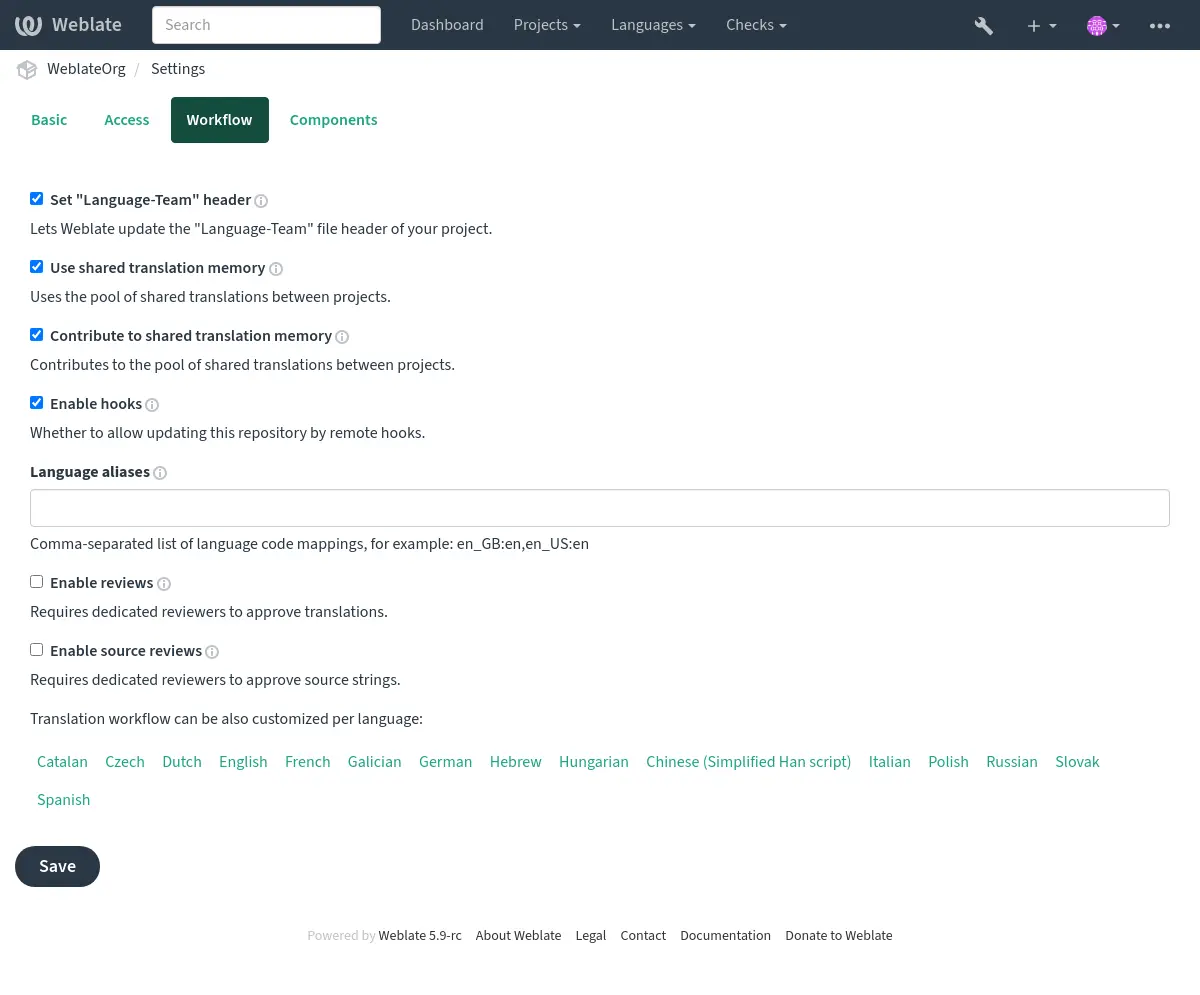 Weblate Search Dashboard Projects Languages Checks
WeblateOrg / Settings
Basic Access Workflow Components
Set "Language-Team" header
Lets Weblate update the "Language-Team" file header of your project.
Use shared translation memory
Uses the pool of shared translations between projects.
Contribute to shared translation memory
Contributes to the pool of shared translations between projects.
Enable hooks
Whether to allow updating this repository by remote hooks.
Language aliases
Comma-separated list of language code mappings, for example: en_GB:en,en_US:en
Enable reviews
Requires dedicated reviewers to approve translations.
Enable source reviews
Requires dedicated reviewers to approve source strings.
Translation workflow can be also customized per language:
Catalan Czech Dutch English French Galician German Hebrew Hungarian Chinese (Simplified Han script) Italian Polish Russian Slovak
Spanish
Save
Powered by Weblate 5.9-rc About Weblate Legal Contact Documentation Donate to Weblate